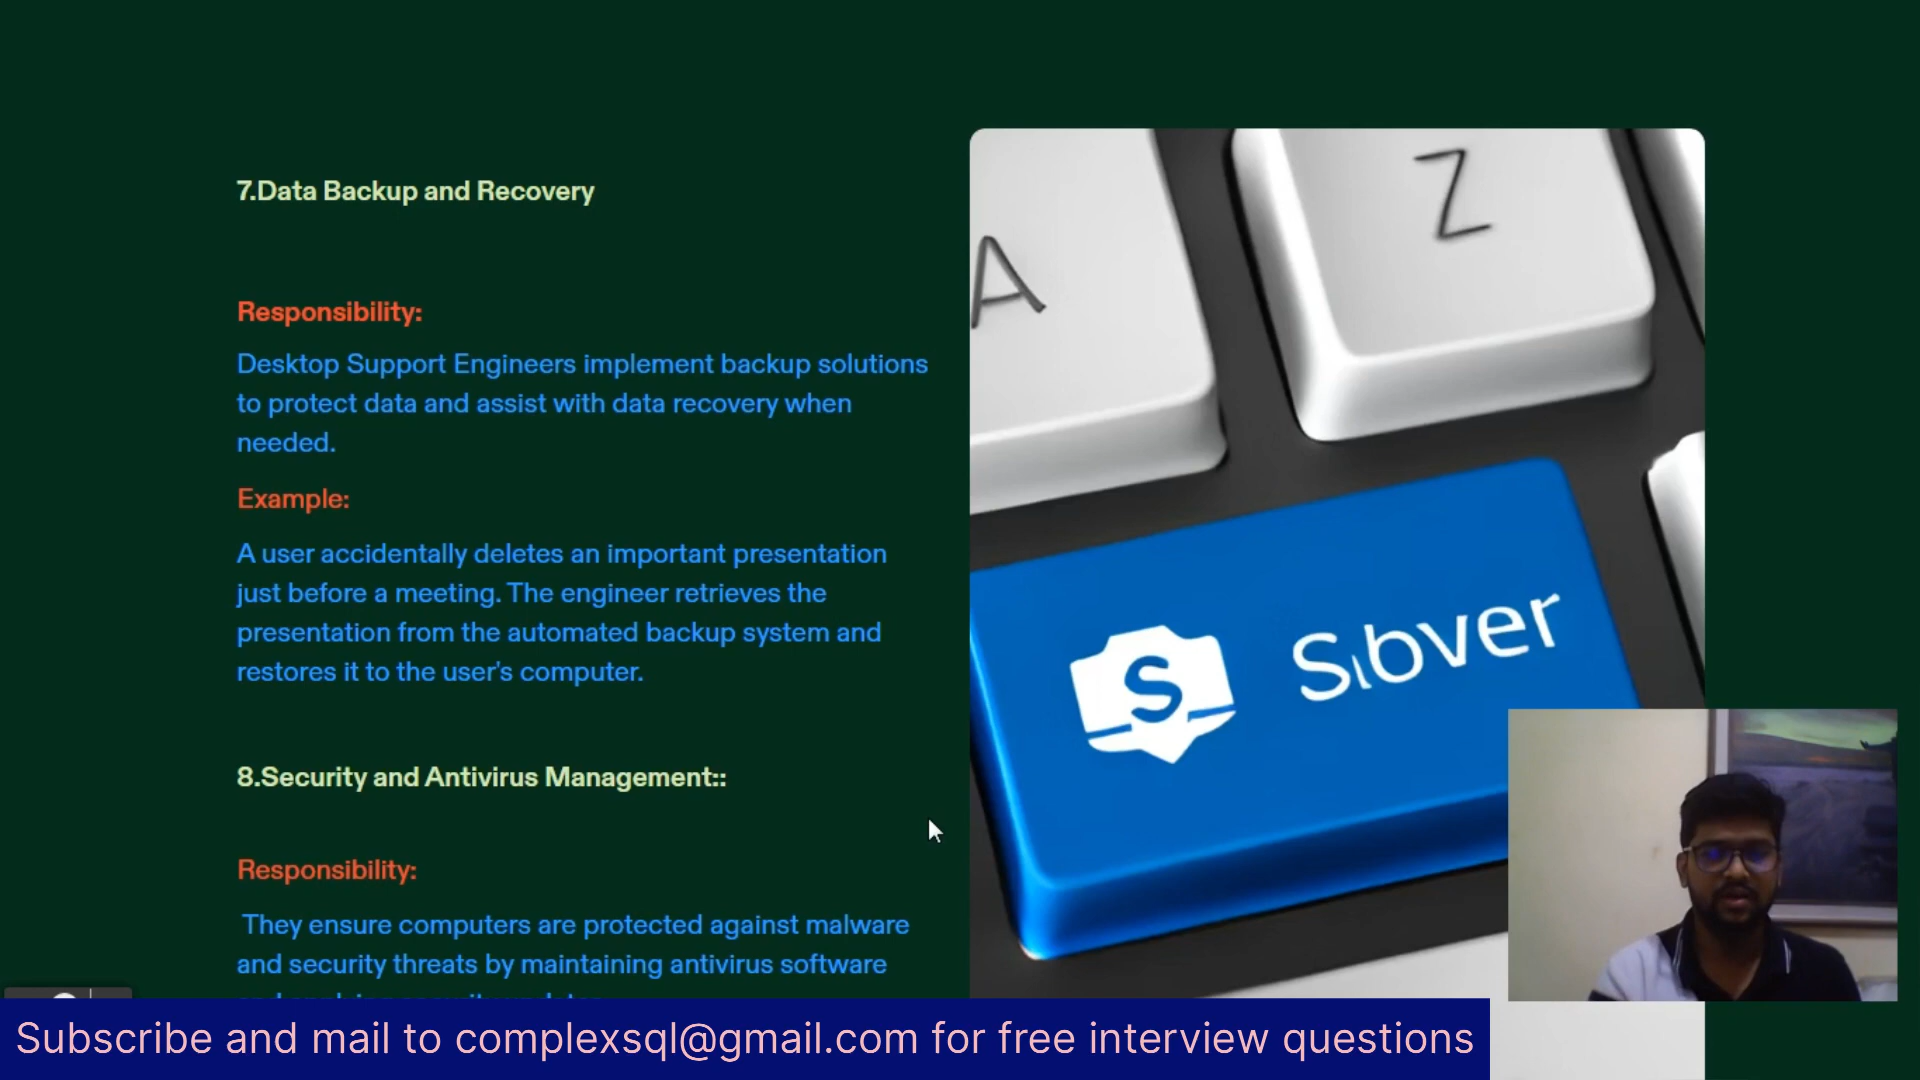 7.Data Backup and Recovery
Responsibility:
Desktop Support Engineers implement backup solutions
to protect data and assist with data recovery when
needed.
Example:
A user accidentally deletes an important presentation
just before a meeting. The engineer retrieves the
presentation from the automated backup system and
restores it to the user's computer.
8.Security and Antivirus Management::
Responsibility:
They ensure computers are protected against malware
and security threats by maintaining antivirus software
A
Z
S
Subscribe and mail to complexsql@gmail.com for free interview questions